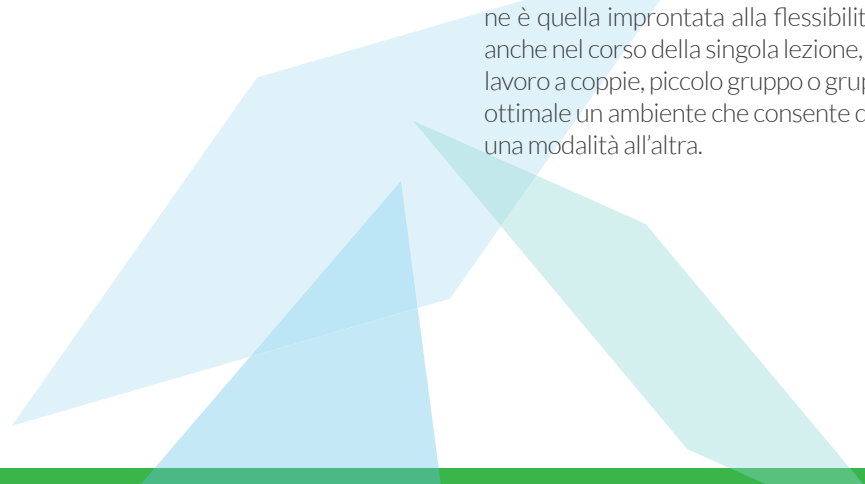 ne è quella improntata alla flessibilit
anche nel corso della singola lezione,
lavoro a coppie, piccolo gruppo o grup
ottimale un ambiente che consente d
una modalità all'altra.